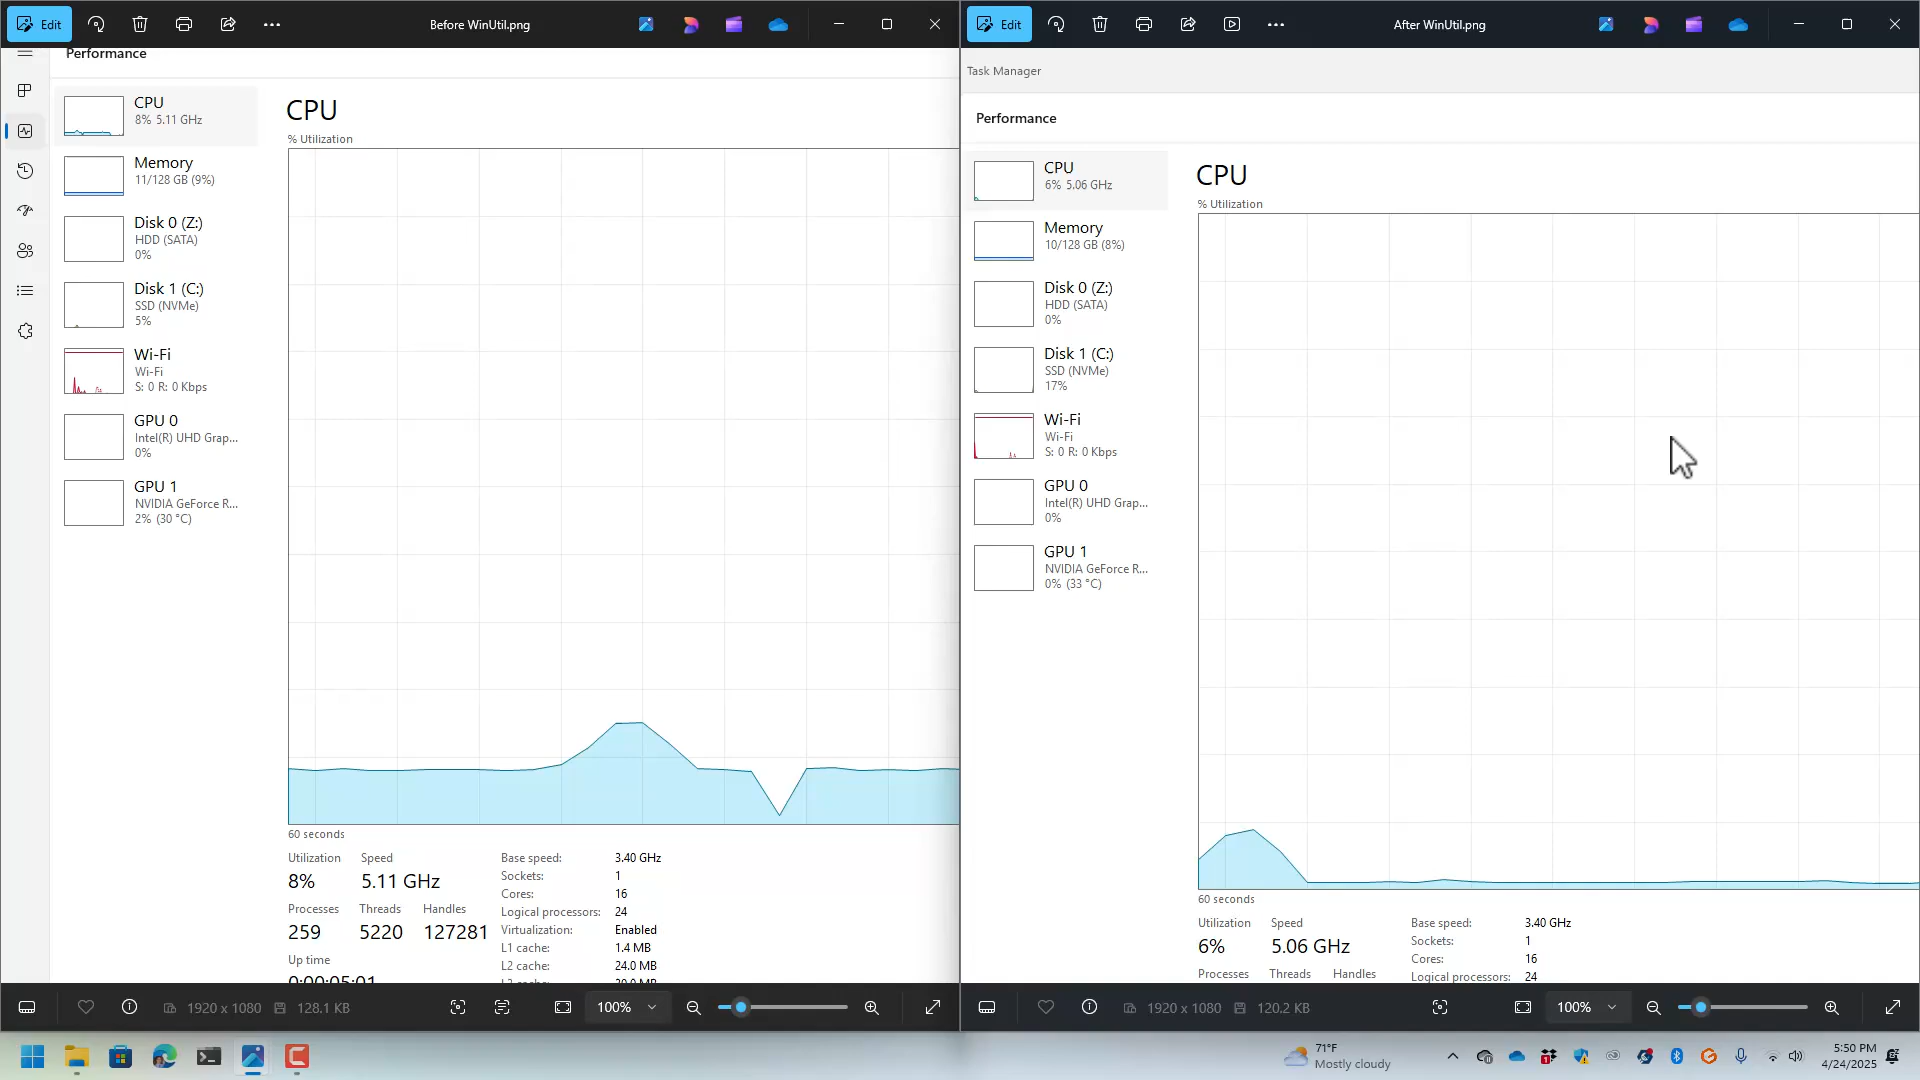 Edit
Before WinUtil.png
Performance
CPU
8% 5.11 GHz
Memory
11/128 GB (9%)
Disk 0 (Z:)
HDD (SATA)
0%
Disk 1 (C:)
SSD (NVMe)
5%
Wi-Fi
Wi-Fi
S: 0 R: 0 Kbps
GPU 0
Intel(R) UHD Grap...
0%
GPU 1
NVIDIA GeForce R...
2% (30 °C)
CPU
% Utilization
60 seconds
Utilization Speed
8% 5.11 GHz
Processes Threads Handles
259 5220 127281
Up time
0:00:05:01
Base speed: 3.40 GHz
Sockets: 1
Cores: 16
Logical processors: 24
Virtualization: Enabled
L1 cache: 1.4 MB
L2 cache: 24.0 MB
L3 cache: 30.0 MB
1920 x 1080 128.1 KB
100%
Edit
After WinUtil.png
Task Manager
Performance
CPU
6% 5.06 GHz
Memory
10/128 GB (8%)
Disk 0 (Z:)
HDD (SATA)
0%
Disk 1 (C:)
SSD (NVMe)
17%
Wi-Fi
Wi-Fi
S: 0 R: 0 Kbps
GPU 0
Intel(R) UHD Grap...
0%
GPU 1
NVIDIA GeForce R...
0% (33 °C)
CPU
% Utilization
60 seconds
Utilization Speed
6% 5.06 GHz
Processes Threads Handles
Base speed: 3.40 GHz
Sockets: 1
Cores: 16
Logical processors: 24
1920 x 1080 120.2 KB
100%
71°F
Mostly cloudy
5:50 PM
4/24/2025